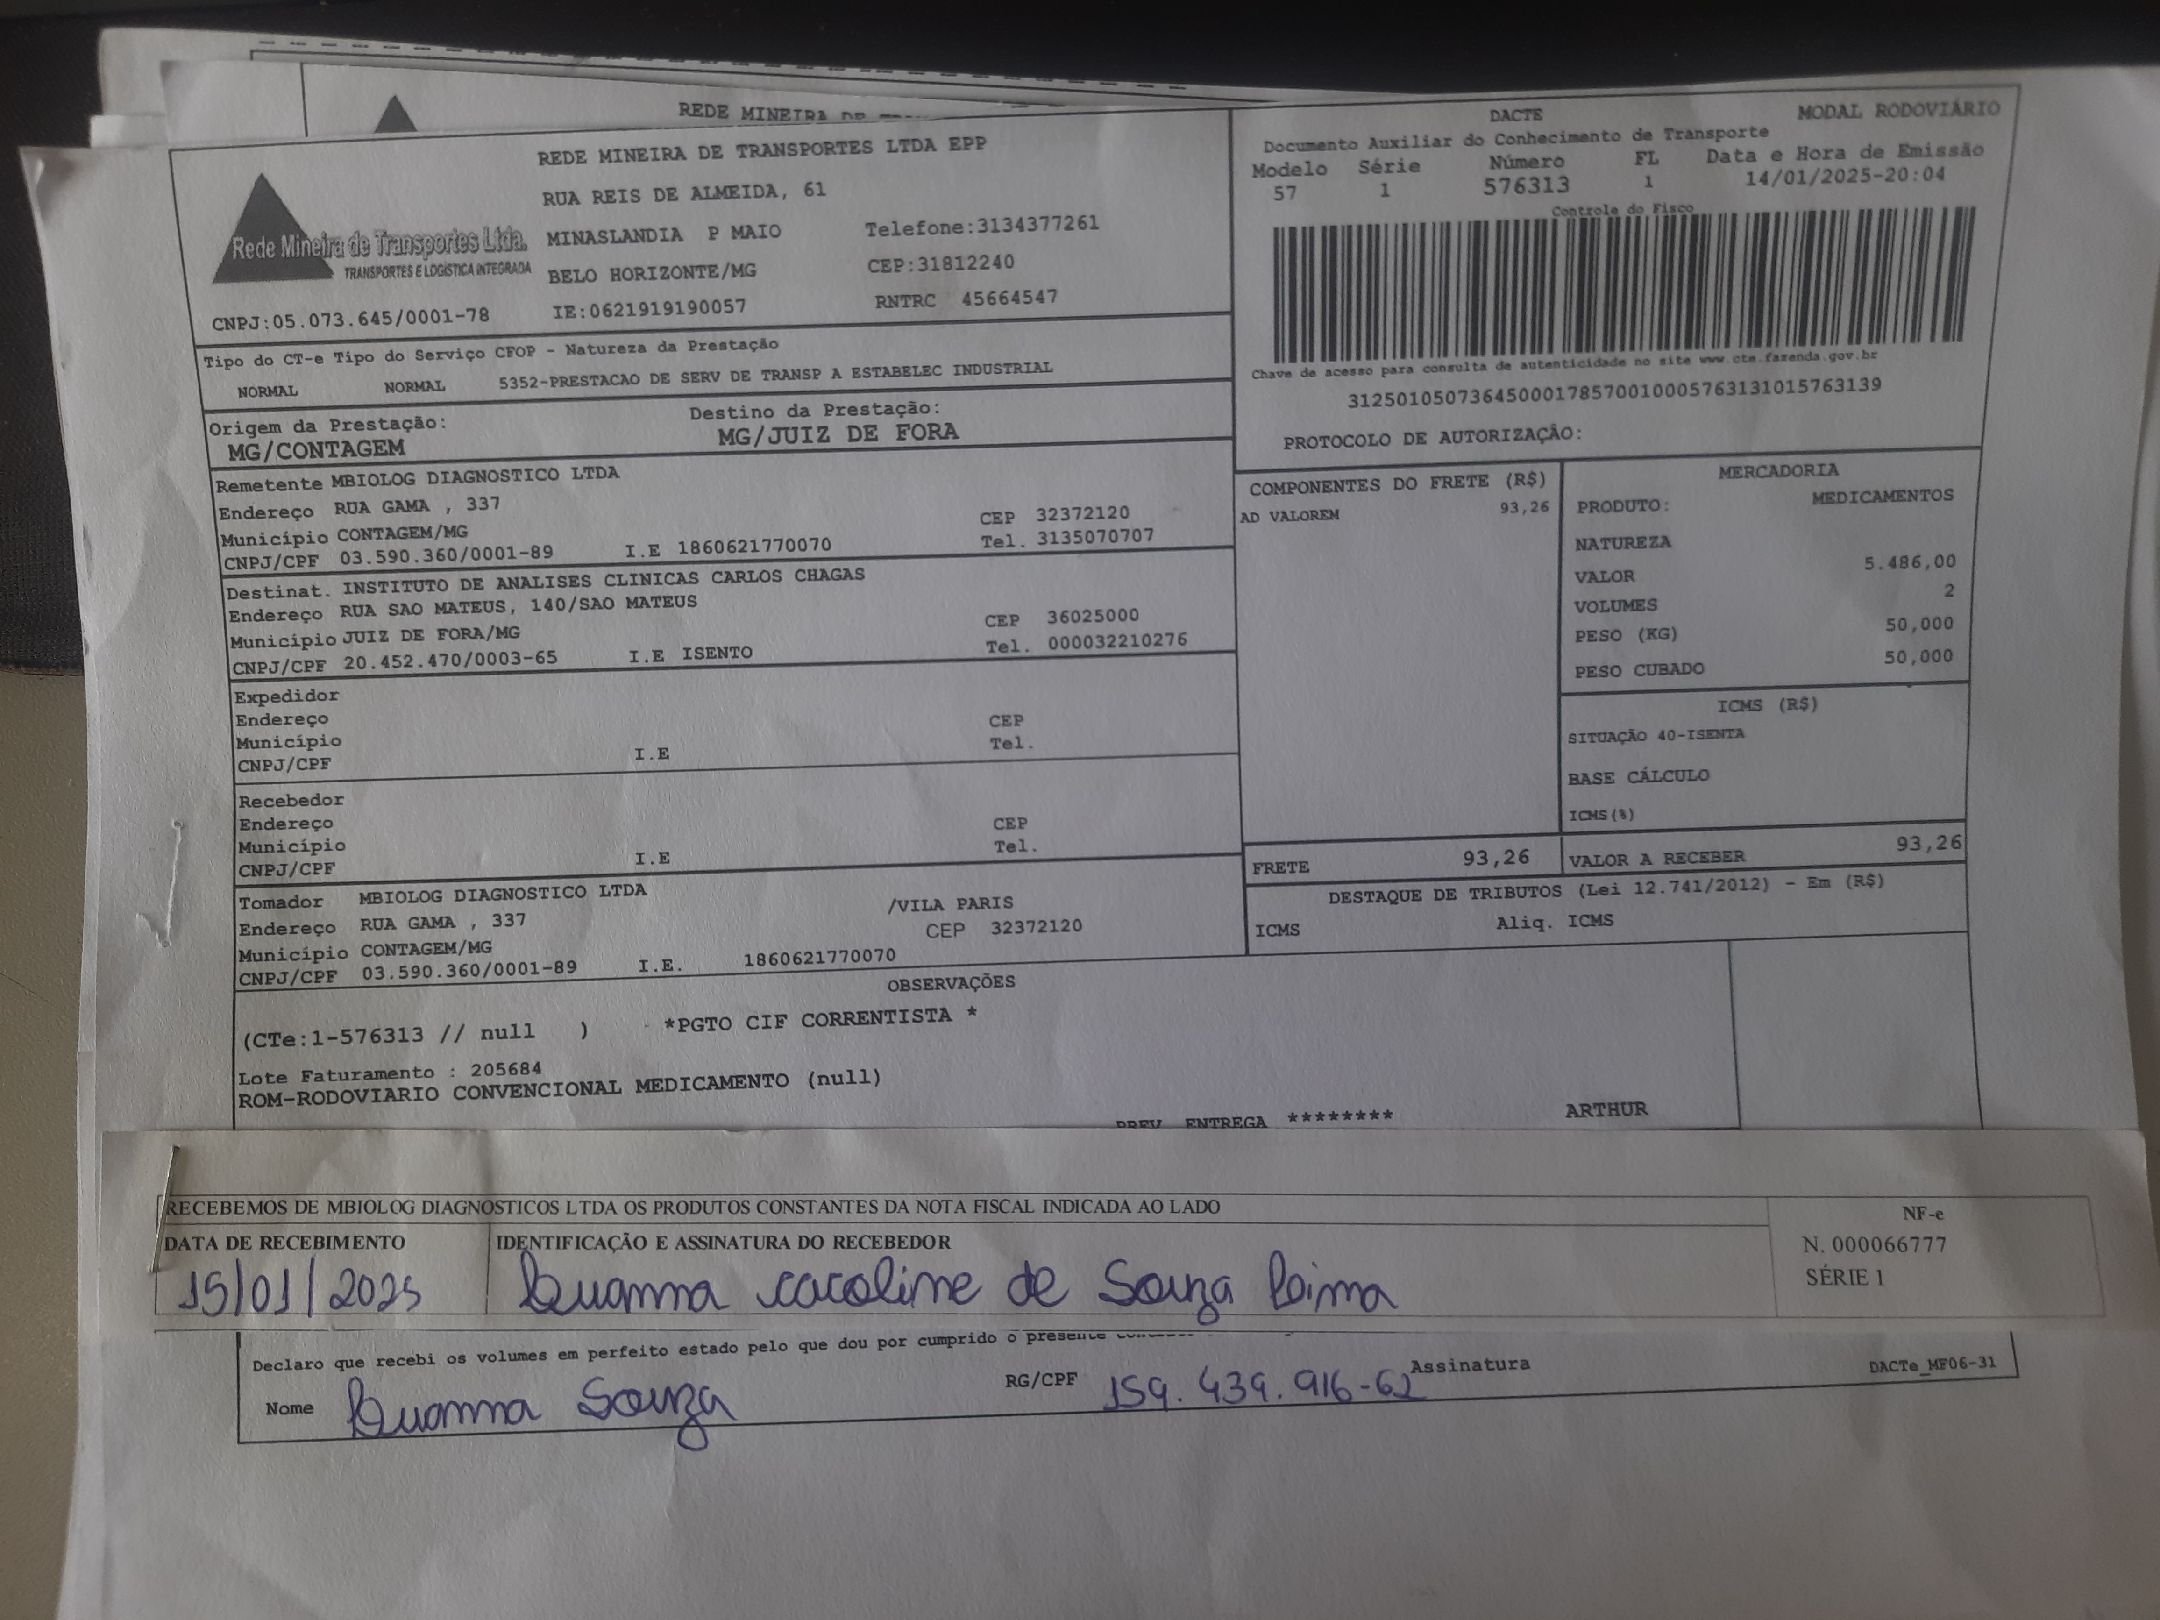 REDE MINEIRA DE
REDE MINEIRA DE TRANSPORTES LTDA EPP
RUA REIS DE ALMEIDA, 61
MINASLANDIA P MAIO Telefone:3134377261
BELO HORIZONTE/MG CEP:31812240
Rede Mineira de Transportes Ltda.
TRANSPORTES E LOGÍSTICA INTEGRADA
CNPJ:05.073.645/0001-78 IE:0621919190057 RNTRC 45664547
DACTE MODAL RODOVIÁRIO
Documento Auxiliar do Conhecimento de Transporte
Modelo Série Número FL Data e Hora de Emissão
57 1 576313 1 14/01/2025-20:04
Controle do Fisco
Chave de acesso para consulta de autenticidade no site www.cte.fazenda.gov.br
31250105073645000178570010005763131015763139
PROTOCOLO DE AUTORIZAÇÃO:
Tipo do CT-e Tipo do Serviço CFOP - Natureza da Prestação
NORMAL NORMAL 5352-PRESTACAO DE SERV DE TRANSP A ESTABELEC INDUSTRIAL
Origem da Prestação: Destino da Prestação:
MG/CONTAGEM MG/JUIZ DE FORA
Remetente MBIOLOG DIAGNOSTICO LTDA
Endereço RUA GAMA , 337 CEP 32372120
Município CONTAGEM/MG Tel. 3135070707
CNPJ/CPF 03.590.360/0001-89 I.E 1860621770070
Destinat. INSTITUTO DE ANALISES CLINICAS CARLOS CHAGAS
Endereço RUA SAO MATEUS, 140/SAO MATEUS CEP 36025000
Município JUIZ DE FORA/MG Tel. 000032210276
CNPJ/CPF 20.452.470/0003-65 I.E ISENTO
Expedidor
Endereço CEP
Município Tel.
CNPJ/CPF I.E
Recebedor
Endereço CEP
Município Tel.
CNPJ/CPF I.E
Tomador MBIOLOG DIAGNOSTICO LTDA /VILA PARIS
Endereço RUA GAMA , 337 CEP 32372120
Município CONTAGEM/MG
CNPJ/CPF 03.590.360/0001-89 I.E. 1860621770070
COMPONENTES DO FRETE (R$)
AD VALOREM 93,26
MERCADORIA
PRODUTO: MEDICAMENTOS
NATUREZA
VALOR 5.486,00
VOLUMES 2
PESO (KG) 50,000
PESO CUBADO 50,000
ICMS (R$)
SITUAÇÃO 40-ISENTA
BASE CÁLCULO
ICMS(%)
FRETE 93,26 VALOR A RECEBER 93,26
DESTAQUE DE TRIBUTOS (Lei 12.741/2012) - Em (R$)
ICMS Aliq. ICMS
OBSERVAÇÕES
(CTe:1-576313 // null ) *PGTO CIF CORRENTISTA *
Lote Faturamento : 205684
ROM-RODOVIARIO CONVENCIONAL MEDICAMENTO (null)
PREV ENTREGA ******** ARTHUR
RECEBEMOS DE MBIOLOG DIAGNOSTICOS LTDA OS PRODUTOS CONSTANTES DA NOTA FISCAL INDICADA AO LADO
DATA DE RECEBIMENTO IDENTIFICAÇÃO E ASSINATURA DO RECEBEDOR
15/01/2025 caroline de Souza
NF-e
N. 000066777
SÉRIE 1
Declaro que recebi os volumes em perfeito estado pelo que dou por cumprido o presente
Nome Souza RG/CPF 159.439.916-62 Assinatura
DACTe_MF06-31